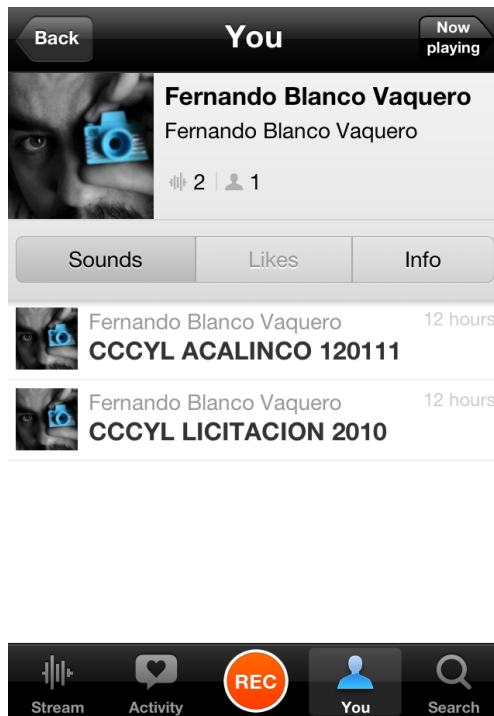 Back
You
Now
playing
Fernando Blanco Vaquero
Fernando Blanco Vaquero
2
1
Sounds
Likes
Info
Fernando Blanco Vaquero
12 hours
CCCYL ACALINCO 120111
Fernando Blanco Vaquero
12 hours
CCCYL LICITACION 2010
Stream
Activity
REC
You
Search